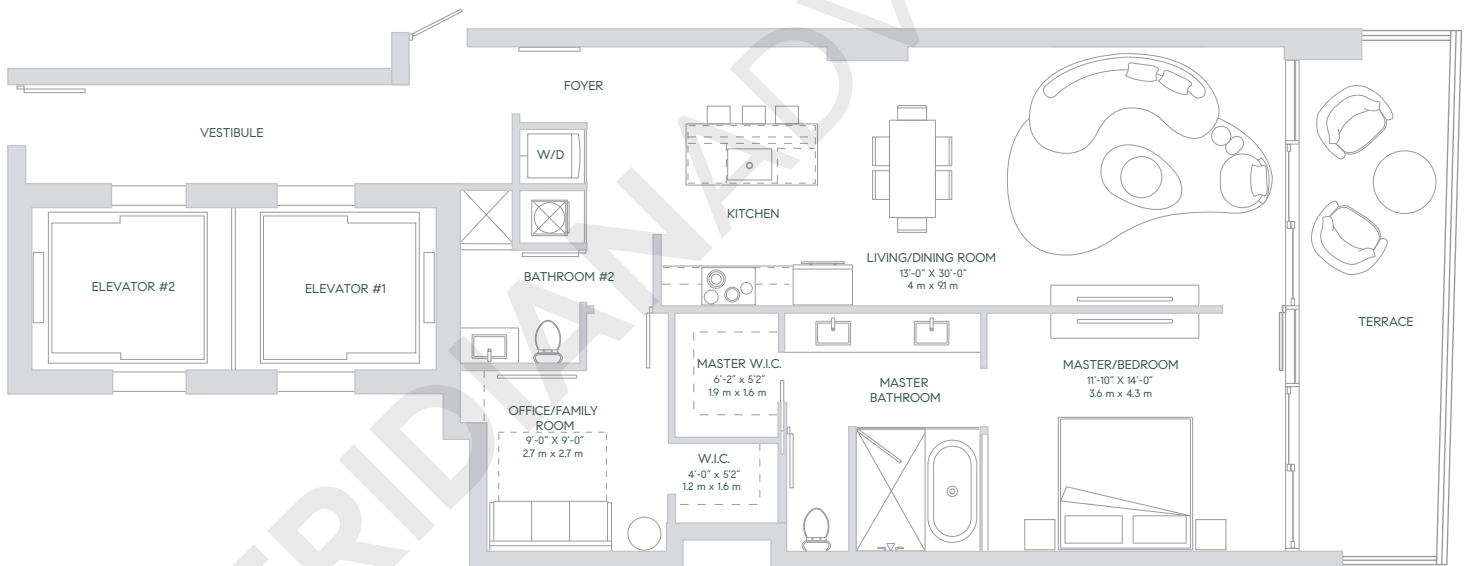 FOYER
VESTIBULE
W/D
KITCHEN
LIVING/DINING ROOM
13'-0" X 30'-0"
4 m x 9.1 m
BATHROOM #2
ELEVATOR #2
ELEVATOR #1
TERRACE
MASTER W.I.C.
6'-2" x 5'2"
1.9 m x 1.6 m
MASTER/BEDROOM
11'-10" X 14'-0"
3.6 m x 4.3 m
MASTER
BATHROOM
OFFICE/FAMILY
ROOM
9'-0" X 9'-0"
2.7 m x 2.7 m
W.I.C.
4'-0" x 5'2"
1.2 m x 1.6 m
ERIDIANADV